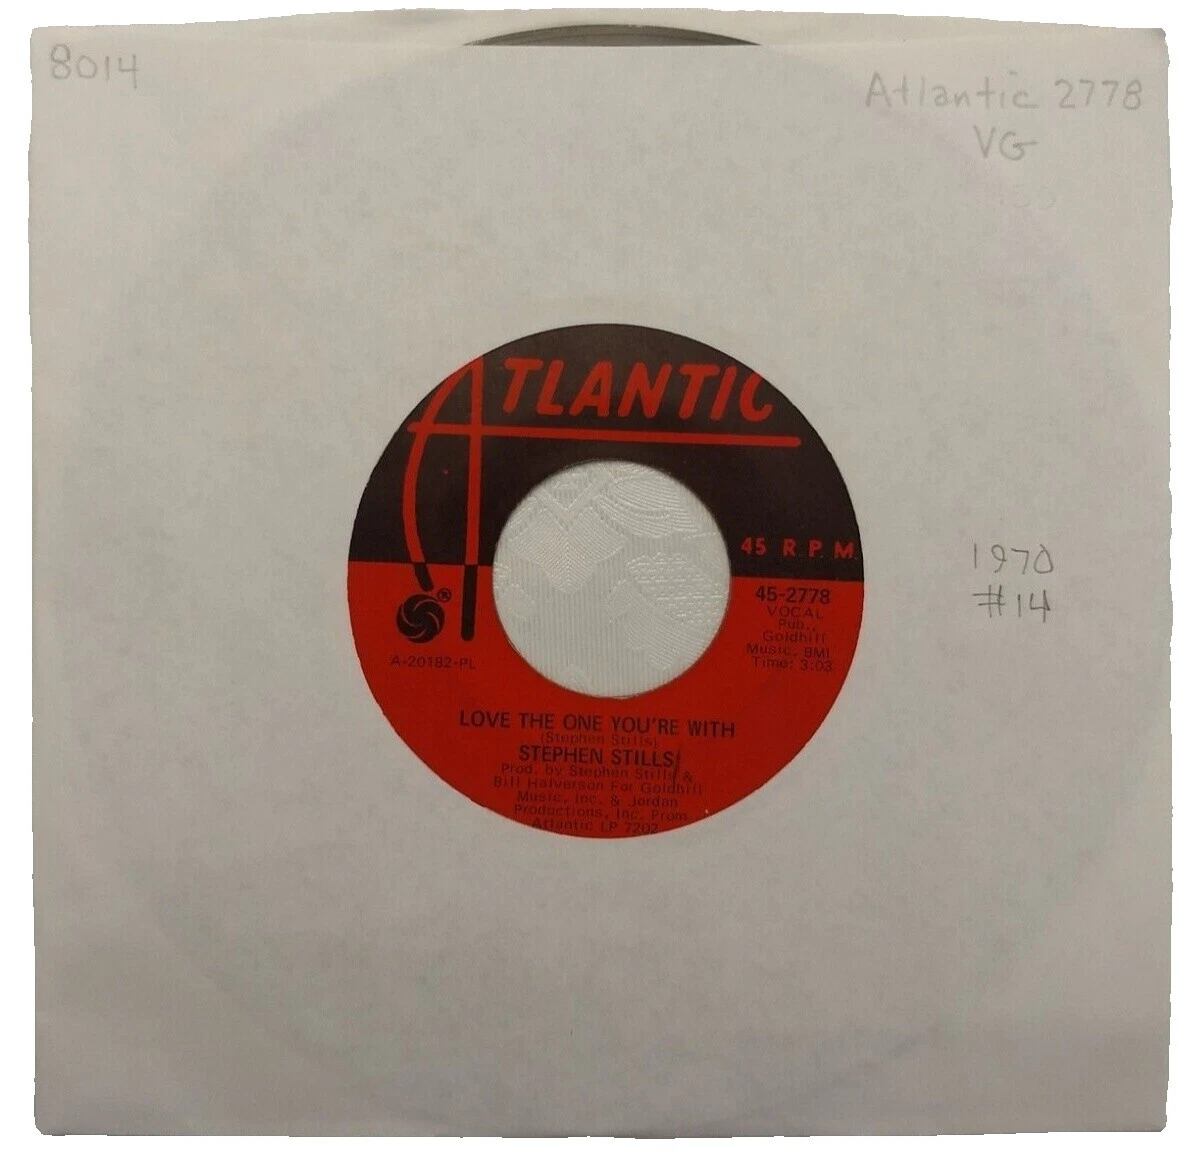 8014
Atlantic 2778
VG
ATLANTIC
45 R.P.M.
45-2778
VOCAL
Pub.,
Goldhill
Music, BMI
Time: 3:03
®
A-20182-PL
1970
#14
LOVE THE ONE YOU'RE WITH
(Stephen Stills)
STEPHEN STILLS
Prod. by Stephen Stills &
Bill Halverson For Goldhill
Music, Inc. & Jordan
Productions, Inc. From
Atlantic LP 7202